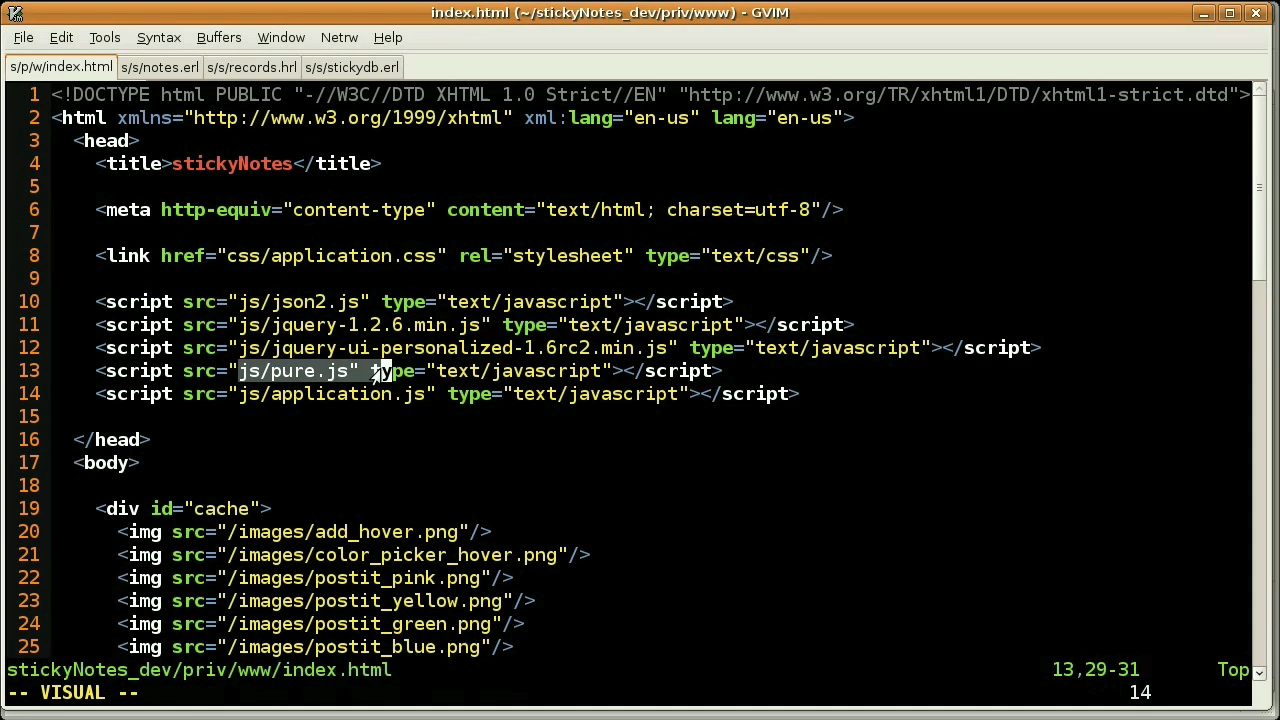 index.html (~/stickyNotes_dev/priv/www) - GVIM
File Edit Tools Syntax Buffers Window Netrw Help
s/p/w/index.html s/s/notes.erl s/s/records.hrl s/s/stickydb.erl
1 <!DOCTYPE html PUBLIC "-//W3C//DTD XHTML 1.0 Strict//EN" "http://www.w3.org/TR/xhtml1/DTD/xhtml1-strict.dtd">
2 <html xmlns="http://www.w3.org/1999/xhtml" xml:lang="en-us" lang="en-us">
3 <head>
4 <title>stickyNotes</title>
5
6 <meta http-equiv="content-type" content="text/html; charset=utf-8"/>
7
8 <link href="css/application.css" rel="stylesheet" type="text/css"/>
9
10 <script src="js/json2.js" type="text/javascript"></script>
11 <script src="js/jquery-1.2.6.min.js" type="text/javascript"></script>
12 <script src="js/jquery-ui-personalized-1.6rc2.min.js" type="text/javascript"></script>
13 <script src="js/pure.js" type="text/javascript"></script>
14 <script src="js/application.js" type="text/javascript"></script>
15
16 </head>
17 <body>
18
19 <div id="cache">
20 <img src="/images/add_hover.png"/>
21 <img src="/images/color_picker_hover.png"/>
22 <img src="/images/postit_pink.png"/>
23 <img src="/images/postit_yellow.png"/>
24 <img src="/images/postit_green.png"/>
25 <img src="/images/postit_blue.png"/>
stickyNotes_dev/priv/www/index.html 13,29-31 Top
-- VISUAL -- 14